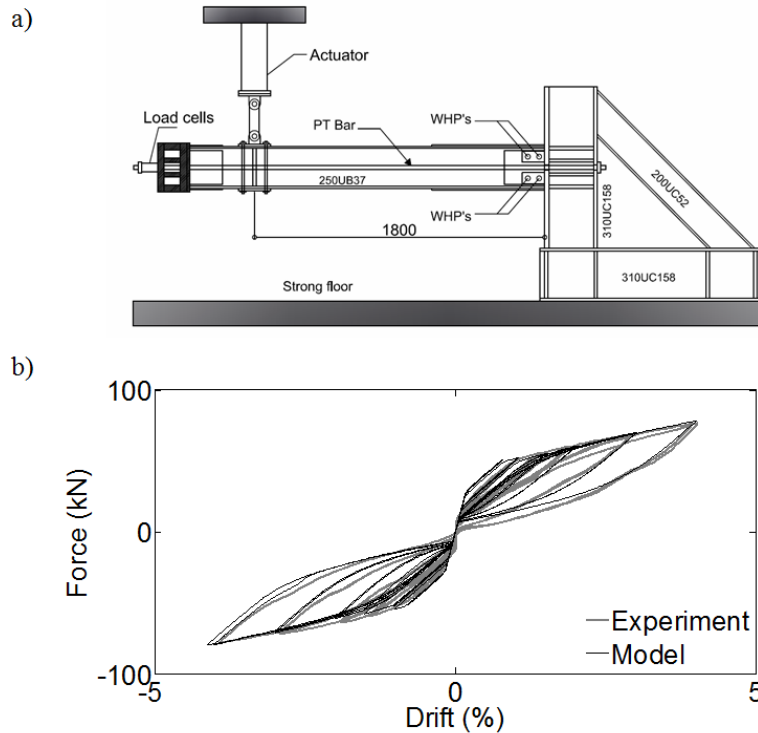 a)
Actuator
Load cells
PT Bar
WHP's
250UB37
WHP's
1800
310UC158
200UC52
310UC158
Strong floor
b)
100
0
-100
Force (kN)
-5
0
5
Drift (%)
Experiment
Model